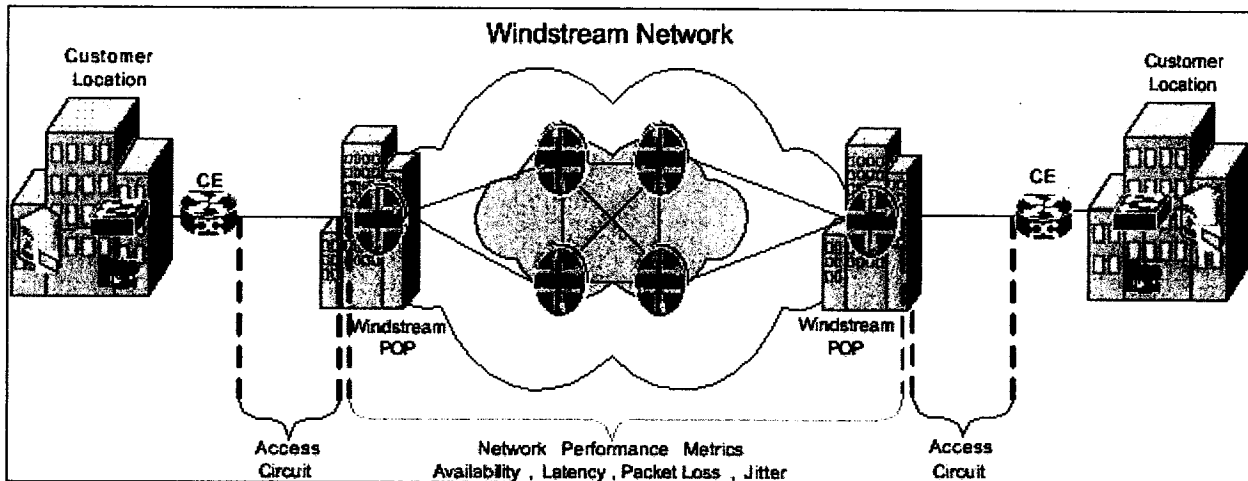 Windstream Network
Customer
Location
Customer
Location
CE
CE
Windstream
POP
Windstream
POP
Access
Circuit
Network Performance Metrics
Availability , Latency , Packet Loss , Jitter
Access
Circuit